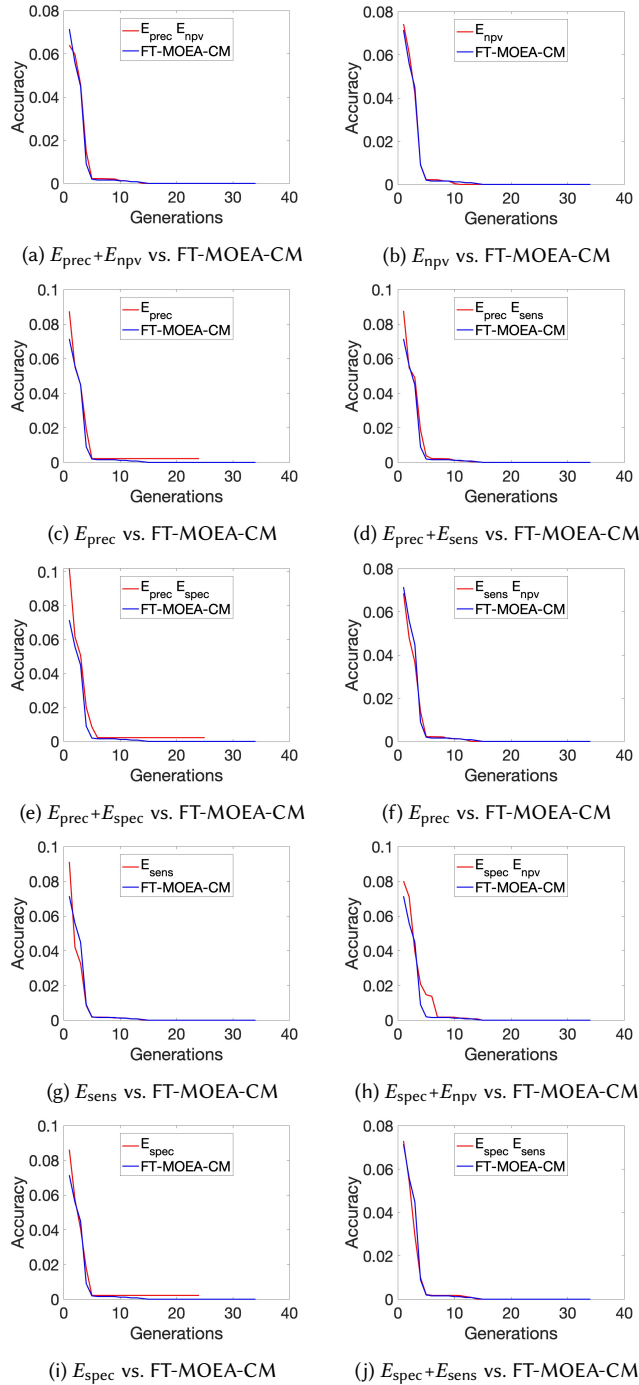 0.08
0.06
0.04
0.02
0
Accuracy
E_prec E_npv
FT-MOEA-CM
0 10 20 30 40
Generations
(a) E_prec+E_npv vs. FT-MOEA-CM
0.08
0.06
0.04
0.02
0
Accuracy
E_npv
FT-MOEA-CM
0 10 20 30 40
Generations
(b) E_npv vs. FT-MOEA-CM
0.1
0.08
0.06
0.04
0.02
0
Accuracy
E_prec
FT-MOEA-CM
0 10 20 30 40
Generations
(c) E_prec vs. FT-MOEA-CM
0.1
0.08
0.06
0.04
0.02
0
Accuracy
E_prec E_sens
FT-MOEA-CM
0 10 20 30 40
Generations
(d) E_prec+E_sens vs. FT-MOEA-CM
0.1
0.08
0.06
0.04
0.02
0
Accuracy
E_prec E_spec
FT-MOEA-CM
0 10 20 30 40
Generations
(e) E_prec+E_spec vs. FT-MOEA-CM
0.08
0.06
0.04
0.02
0
Accuracy
E_sens E_npv
FT-MOEA-CM
0 10 20 30 40
Generations
(f) E_prec vs. FT-MOEA-CM
0.1
0.08
0.06
0.04
0.02
0
Accuracy
E_sens
FT-MOEA-CM
0 10 20 30 40
Generations
(g) E_sens vs. FT-MOEA-CM
0.1
0.08
0.06
0.04
0.02
0
Accuracy
E_spec E_npv
FT-MOEA-CM
0 10 20 30 40
Generations
(h) E_spec+E_npv vs. FT-MOEA-CM
0.1
0.08
0.06
0.04
0.02
0
Accuracy
E_spec
FT-MOEA-CM
0 10 20 30 40
Generations
(i) E_spec vs. FT-MOEA-CM
0.08
0.06
0.04
0.02
0
Accuracy
E_spec E_sens
FT-MOEA-CM
0 10 20 30 40
Generations
(j) E_spec+E_sens vs. FT-MOEA-CM